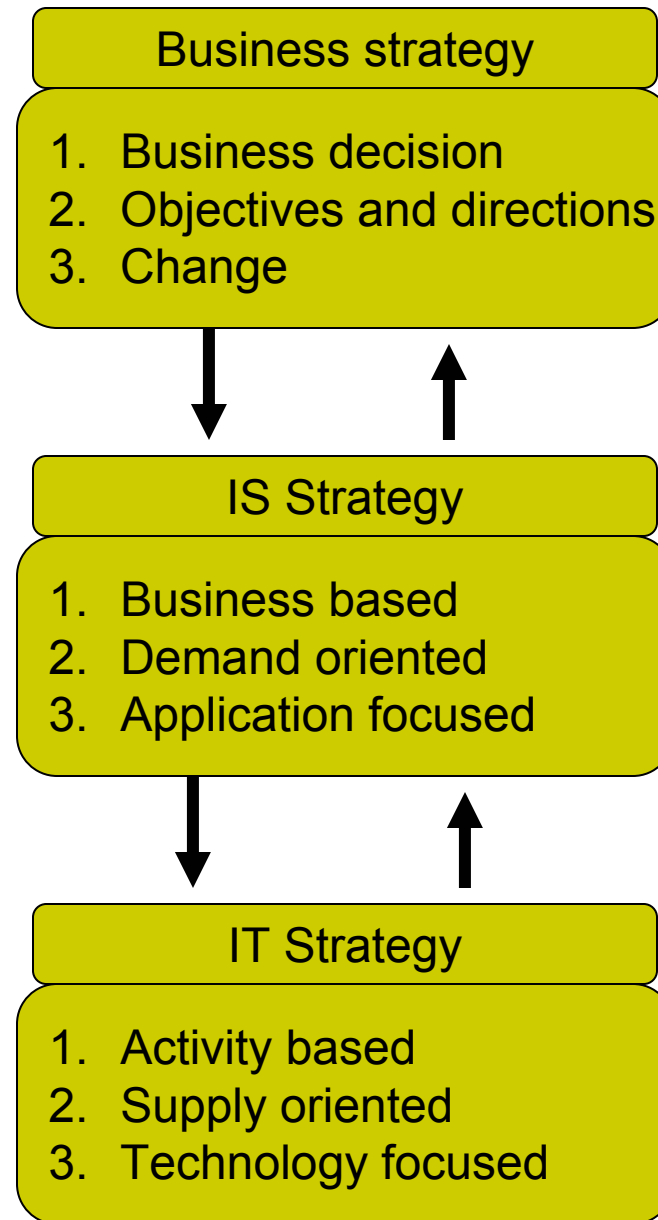 Business strategy
1. Business decision
2. Objectives and directions
3. Change
IS Strategy
1. Business based
2. Demand oriented
3. Application focused
IT Strategy
1. Activity based
2. Supply oriented
3. Technology focused